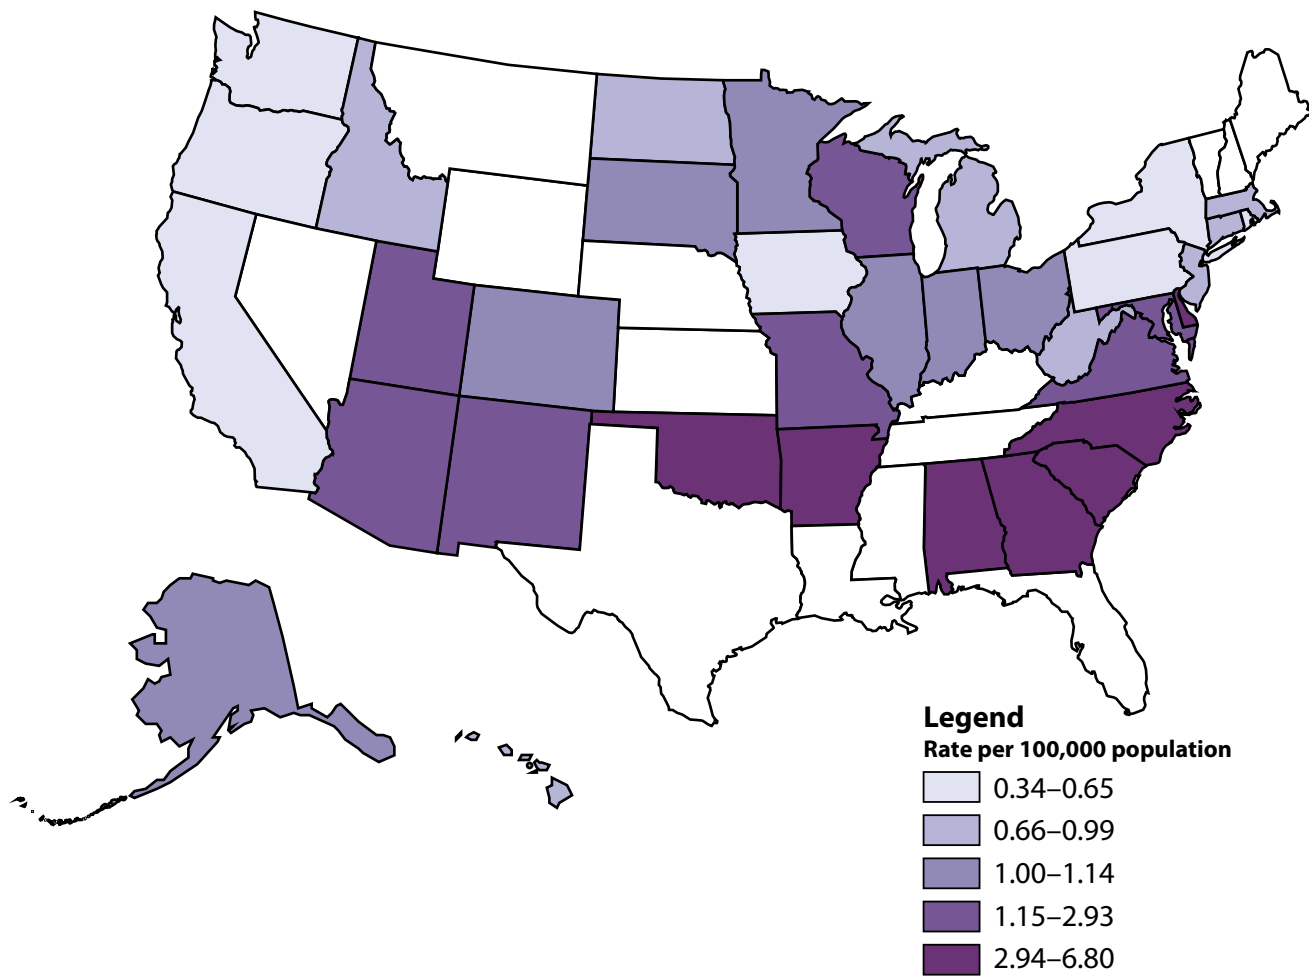 Legend
Rate per 100,000 population
0.34–0.65
0.66–0.99
1.00–1.14
1.15–2.93
2.94–6.80